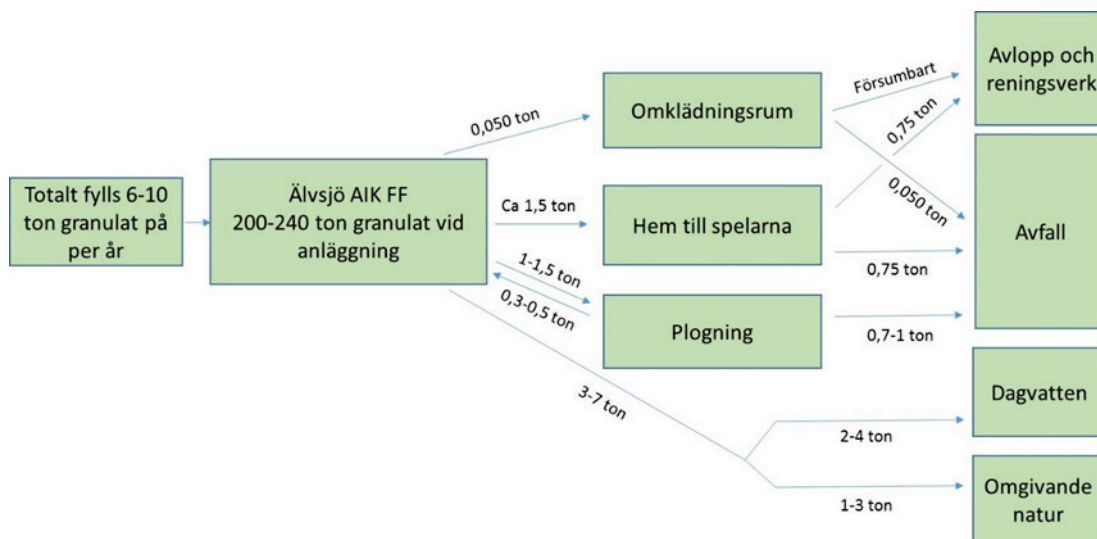 Totalt fylls 6-10
ton granulat på
per år
Älvsjö AIK FF
200-240 ton granulat vid
anläggning
0,050 ton
Ca 1,5 ton
1-1,5 ton
0,3-0,5 ton
3-7 ton
Omklädningsrum
Hem till spelarna
Plogning
Försumbart
0,75 ton
0,050 ton
0,75 ton
0,7-1 ton
2-4 ton
1-3 ton
Avlopp och
reningsverk
Avfall
Dagvatten
Omgivande
natur